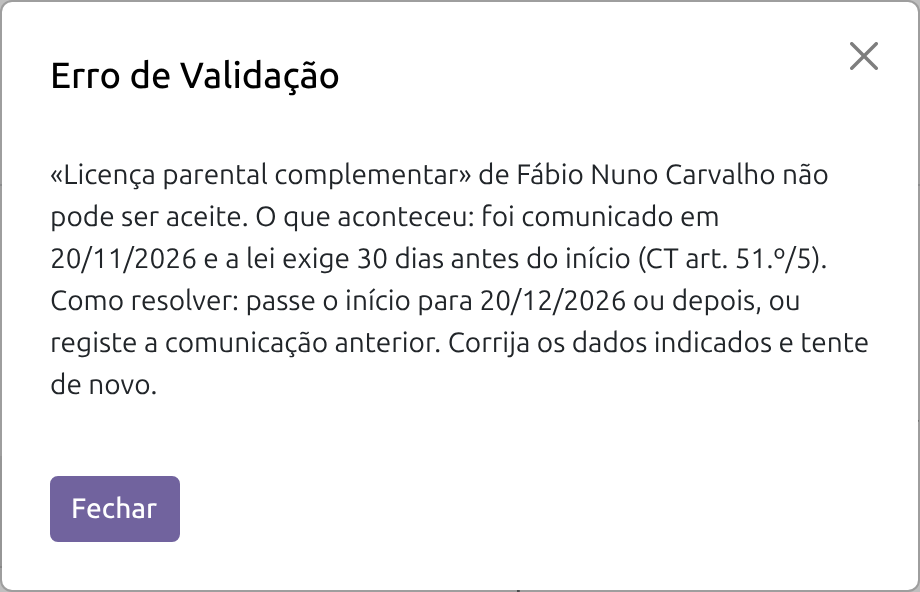 Erro de Validação
«Licença parental complementar» de Fábio Nuno Carvalho não
pode ser aceite. O que aconteceu: foi comunicado em
20/11/2026 e a lei exige 30 dias antes do início (CT art. 51.º/5).
Como resolver: passe o início para 20/12/2026 ou depois, ou
registe a comunicação anterior. Corrija os dados indicados e tente
de novo.
Fechar